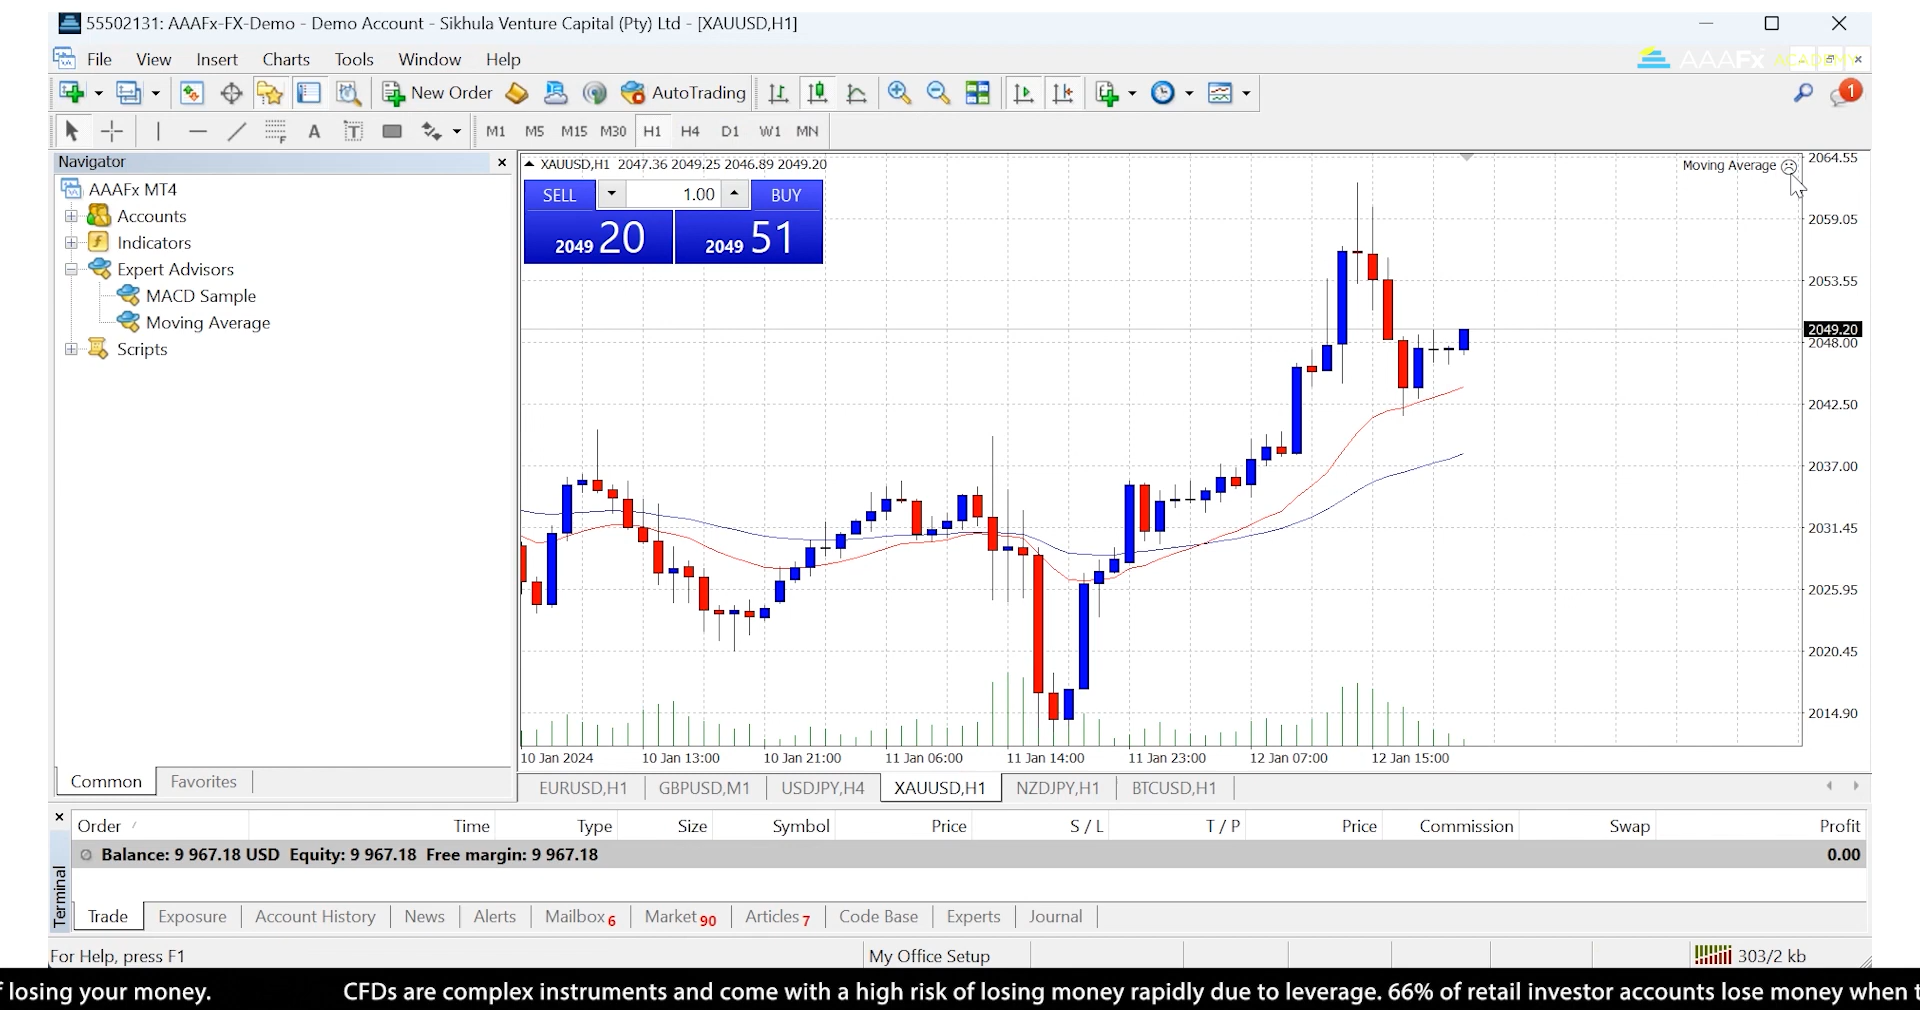 55502131: AAAFx-FX-Demo - Demo Account - Sikhula Venture Capital (Pty) Ltd - [XAUUSD,H1]
File View Insert Charts Tools Window Help
AAAFx ACADEMY
New Order AutoTrading
1
A T F
M1 M5 M15 M30 H1 H4 D1 W1 MN
Navigator
AAAFx MT4
Accounts
Indicators
Expert Advisors
MACD Sample
Moving Average
Scripts
Common Favorites
XAUUSD,H1 2047.36 2049.25 2046.89 2049.20
Moving Average
SELL 1.00 BUY
2049 20 2049 51
2064.55
2059.05
2053.55
2049.20
2048.00
2042.50
2037.00
2031.45
2025.95
2020.45
2014.90
10 Jan 2024 10 Jan 13:00 10 Jan 21:00 11 Jan 06:00 11 Jan 14:00 11 Jan 23:00 12 Jan 07:00 12 Jan 15:00
EURUSD,H1 GBPUSD,M1 USDJPY,H4 XAUUSD,H1 NZDJPY,H1 BTCUSD,H1
Order Time Type Size Symbol Price S / L T / P Price Commission Swap Profit
Balance: 9 967.18 USD Equity: 9 967.18 Free margin: 9 967.18 0.00
Terminal
Trade Exposure Account History News Alerts Mailbox 6 Market 90 Articles 7 Code Base Experts Journal
For Help, press F1 My Office Setup 303/2 kb
losing your money. CFDs are complex instruments and come with a high risk of losing money rapidly due to leverage. 66% of retail investor accounts lose money when